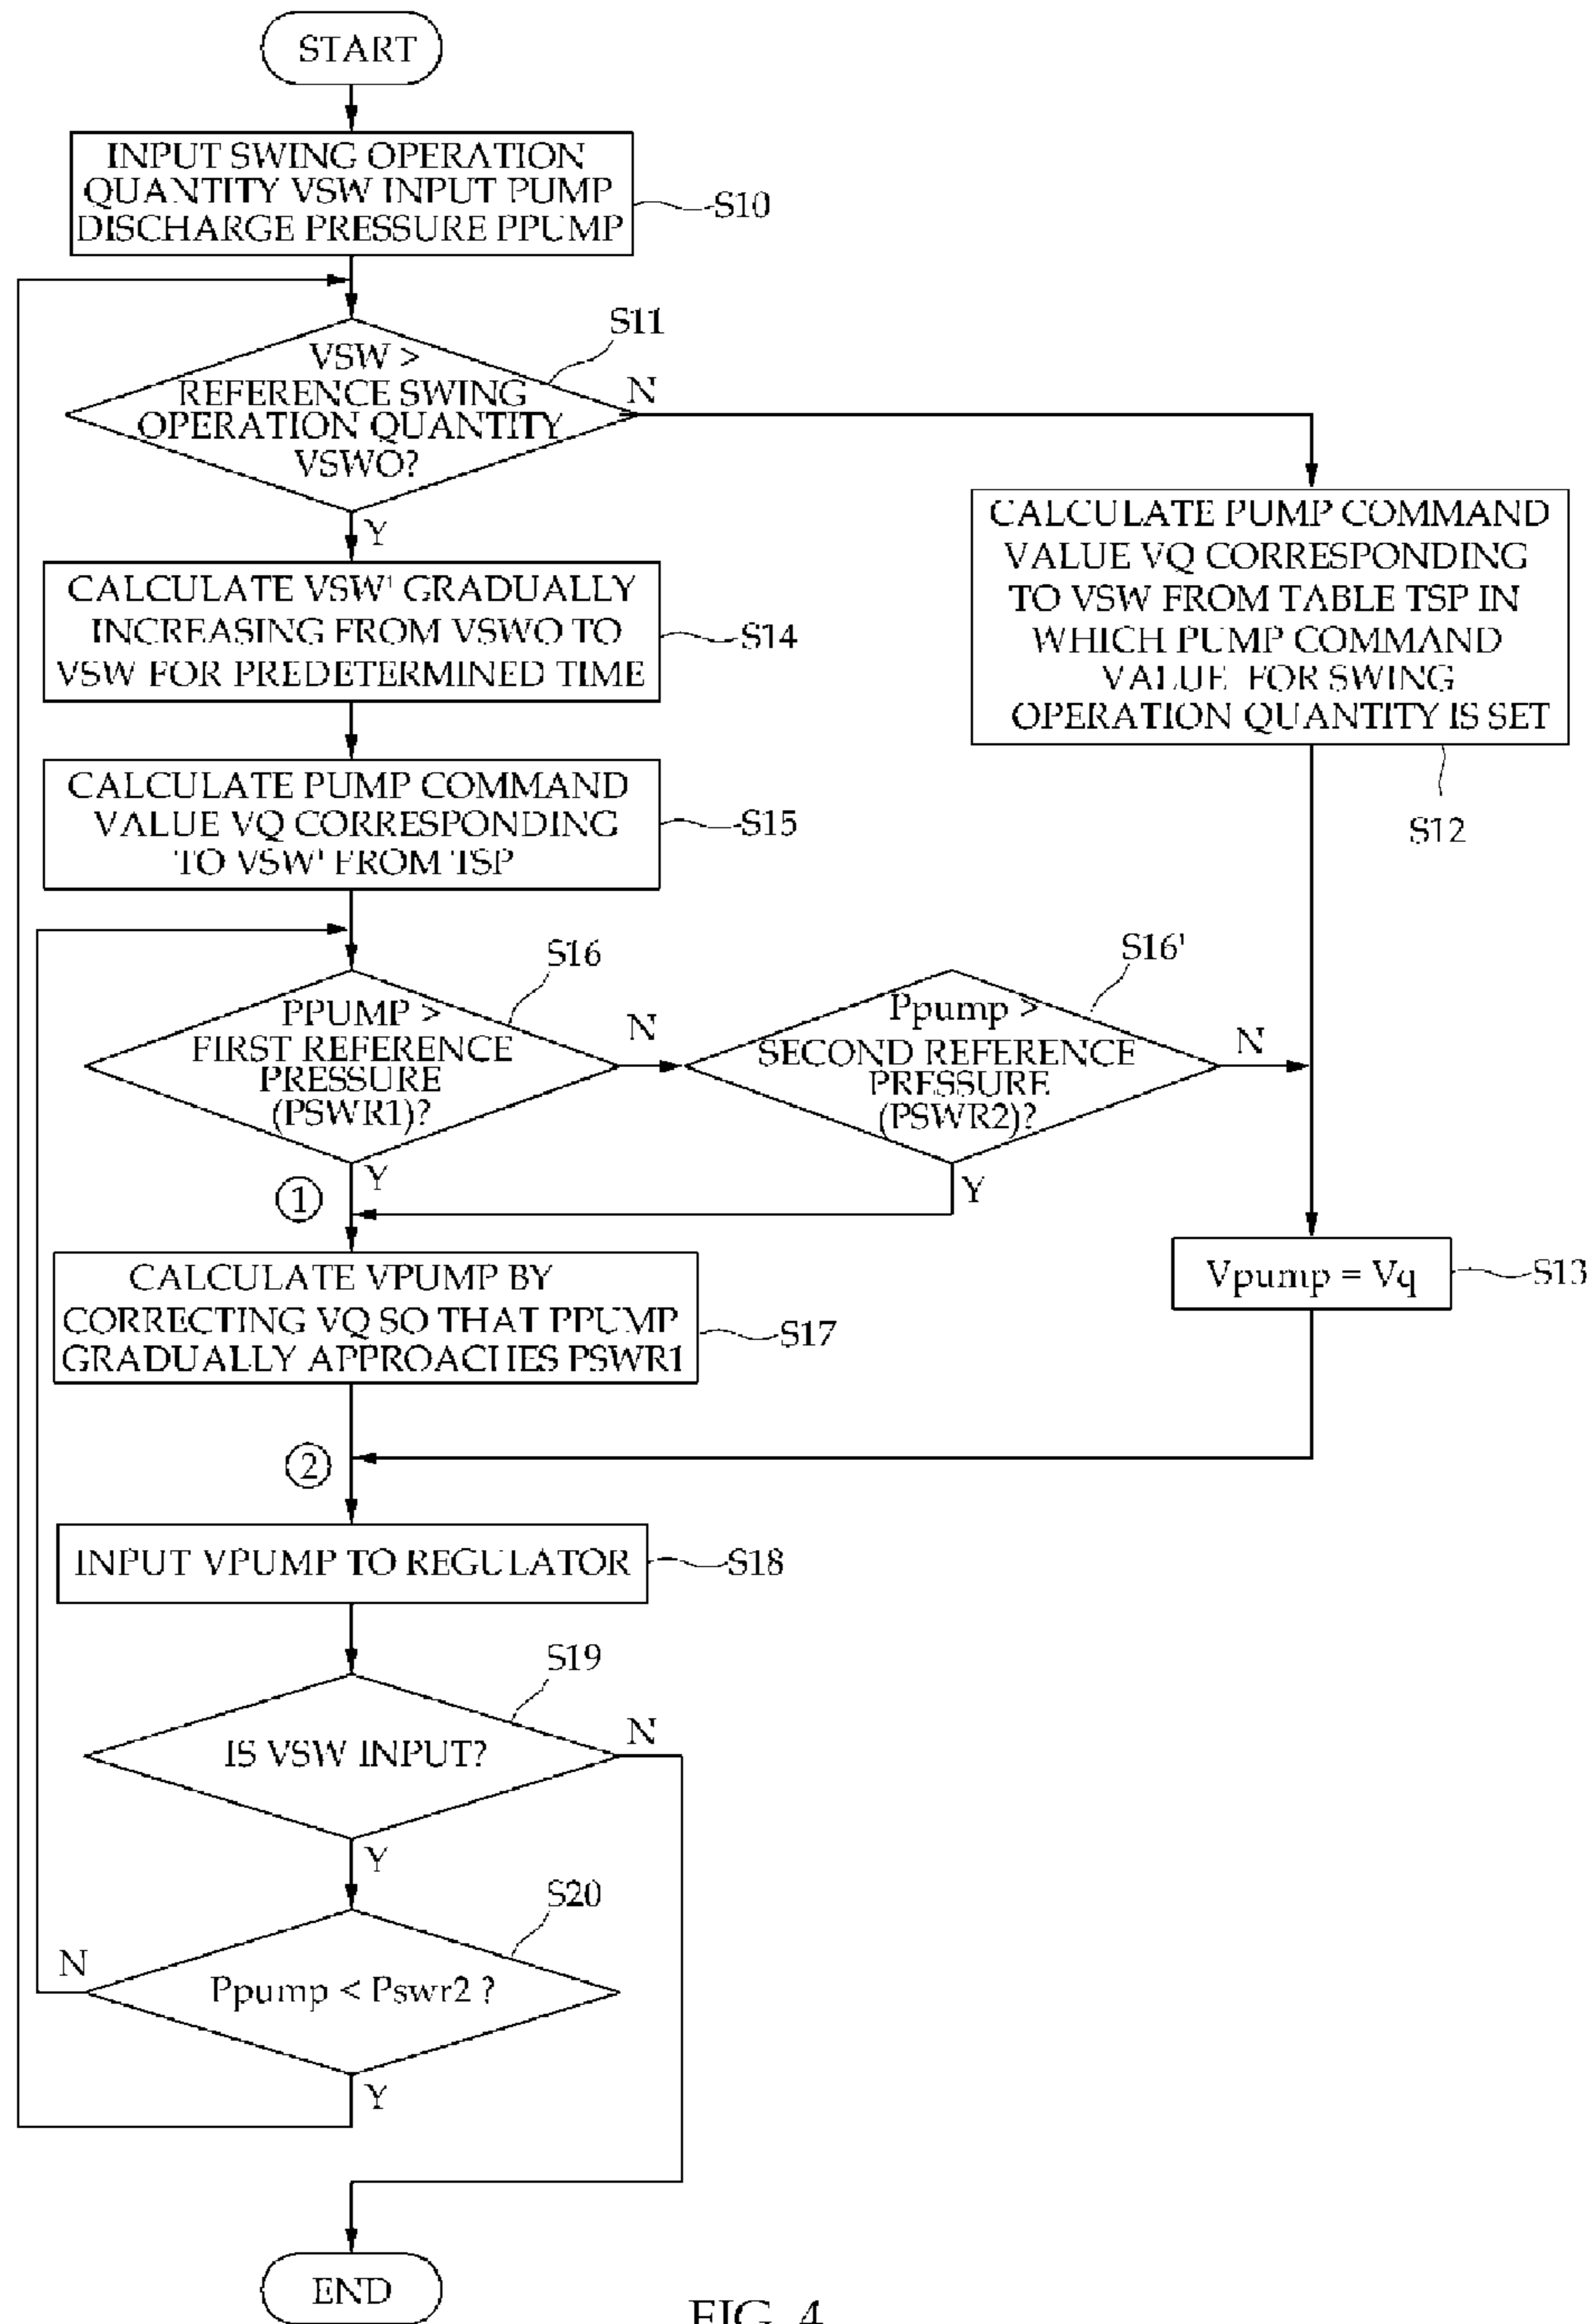 START
INPUT SWING OPERATION
QUANTITY VSW INPUT PUMP
DISCHARGE PRESSURE PPUMP
S10
S11
VSW >
REFERENCE SWING
OPERATION QUANTITY
VSWO?
N
Y
CALCULATE PUMP COMMAND
VALUE VQ CORRESPONDING
TO VSW FROM TABLE TSP IN
WHICH PUMP COMMAND
VALUE FOR SWING
OPERATION QUANTITY IS SET
S12
CALCULATE VSW' GRADUALLY
INCREASING FROM VSWO TO
VSW FOR PREDETERMINED TIME
S14
CALCULATE PUMP COMMAND
VALUE VQ CORRESPONDING
TO VSW' FROM TSP
S15
S16
PPUMP >
FIRST REFERENCE
PRESSURE
(PSWR1)?
N
Y
S16'
Ppump >
SECOND REFERENCE
PRESSURE
(PSWR2)?
N
Y
1
CALCULATE VPUMP BY
CORRECTING VQ SO THAT PPUMP
GRADUALLY APPROACHES PSWR1
S17
Vpump = Vq
S13
2
INPUT VPUMP TO REGULATOR
S18
S19
IS VSW INPUT?
N
Y
S20
Ppump < Pswr2 ?
N
Y
END
FIG. 4